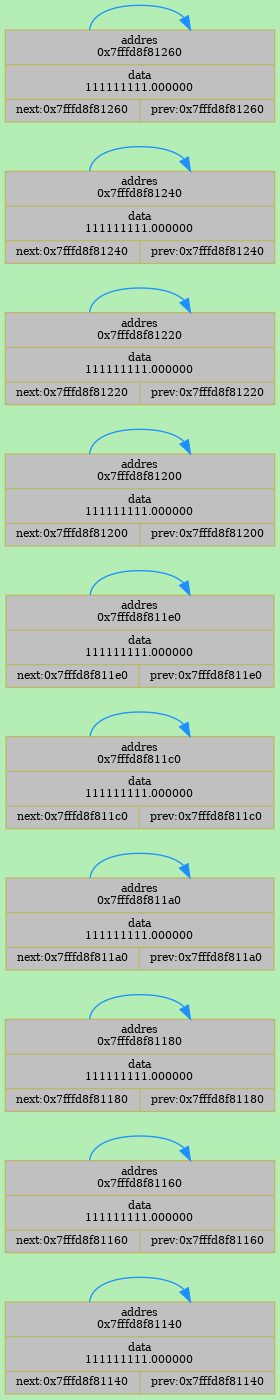 addres
0x7fffd8f81260
data
111111111.000000
next:0x7fffd8f81260 prev:0x7fffd8f81260
addres
0x7fffd8f81240
data
111111111.000000
next:0x7fffd8f81240 prev:0x7fffd8f81240
addres
0x7fffd8f81220
data
111111111.000000
next:0x7fffd8f81220 prev:0x7fffd8f81220
addres
0x7fffd8f81200
data
111111111.000000
next:0x7fffd8f81200 prev:0x7fffd8f81200
addres
0x7fffd8f811e0
data
111111111.000000
next:0x7fffd8f811e0 prev:0x7fffd8f811e0
addres
0x7fffd8f811c0
data
111111111.000000
next:0x7fffd8f811c0 prev:0x7fffd8f811c0
addres
0x7fffd8f811a0
data
111111111.000000
next:0x7fffd8f811a0 prev:0x7fffd8f811a0
addres
0x7fffd8f81180
data
111111111.000000
next:0x7fffd8f81180 prev:0x7fffd8f81180
addres
0x7fffd8f81160
data
111111111.000000
next:0x7fffd8f81160 prev:0x7fffd8f81160
addres
0x7fffd8f81140
data
111111111.000000
next:0x7fffd8f81140 prev:0x7fffd8f81140